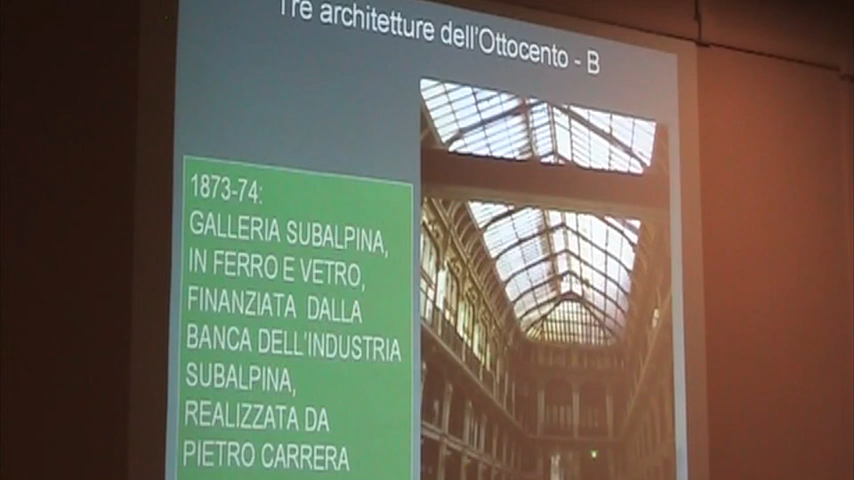 Tre architetture dell'Ottocento - B
1873-74:
GALLERIA SUBALPINA,
IN FERRO E VETRO,
FINANZIATA DALLA
BANCA DELL'INDUSTRIA
SUBALPINA,
REALIZZATA DA
PIETRO CARRERA